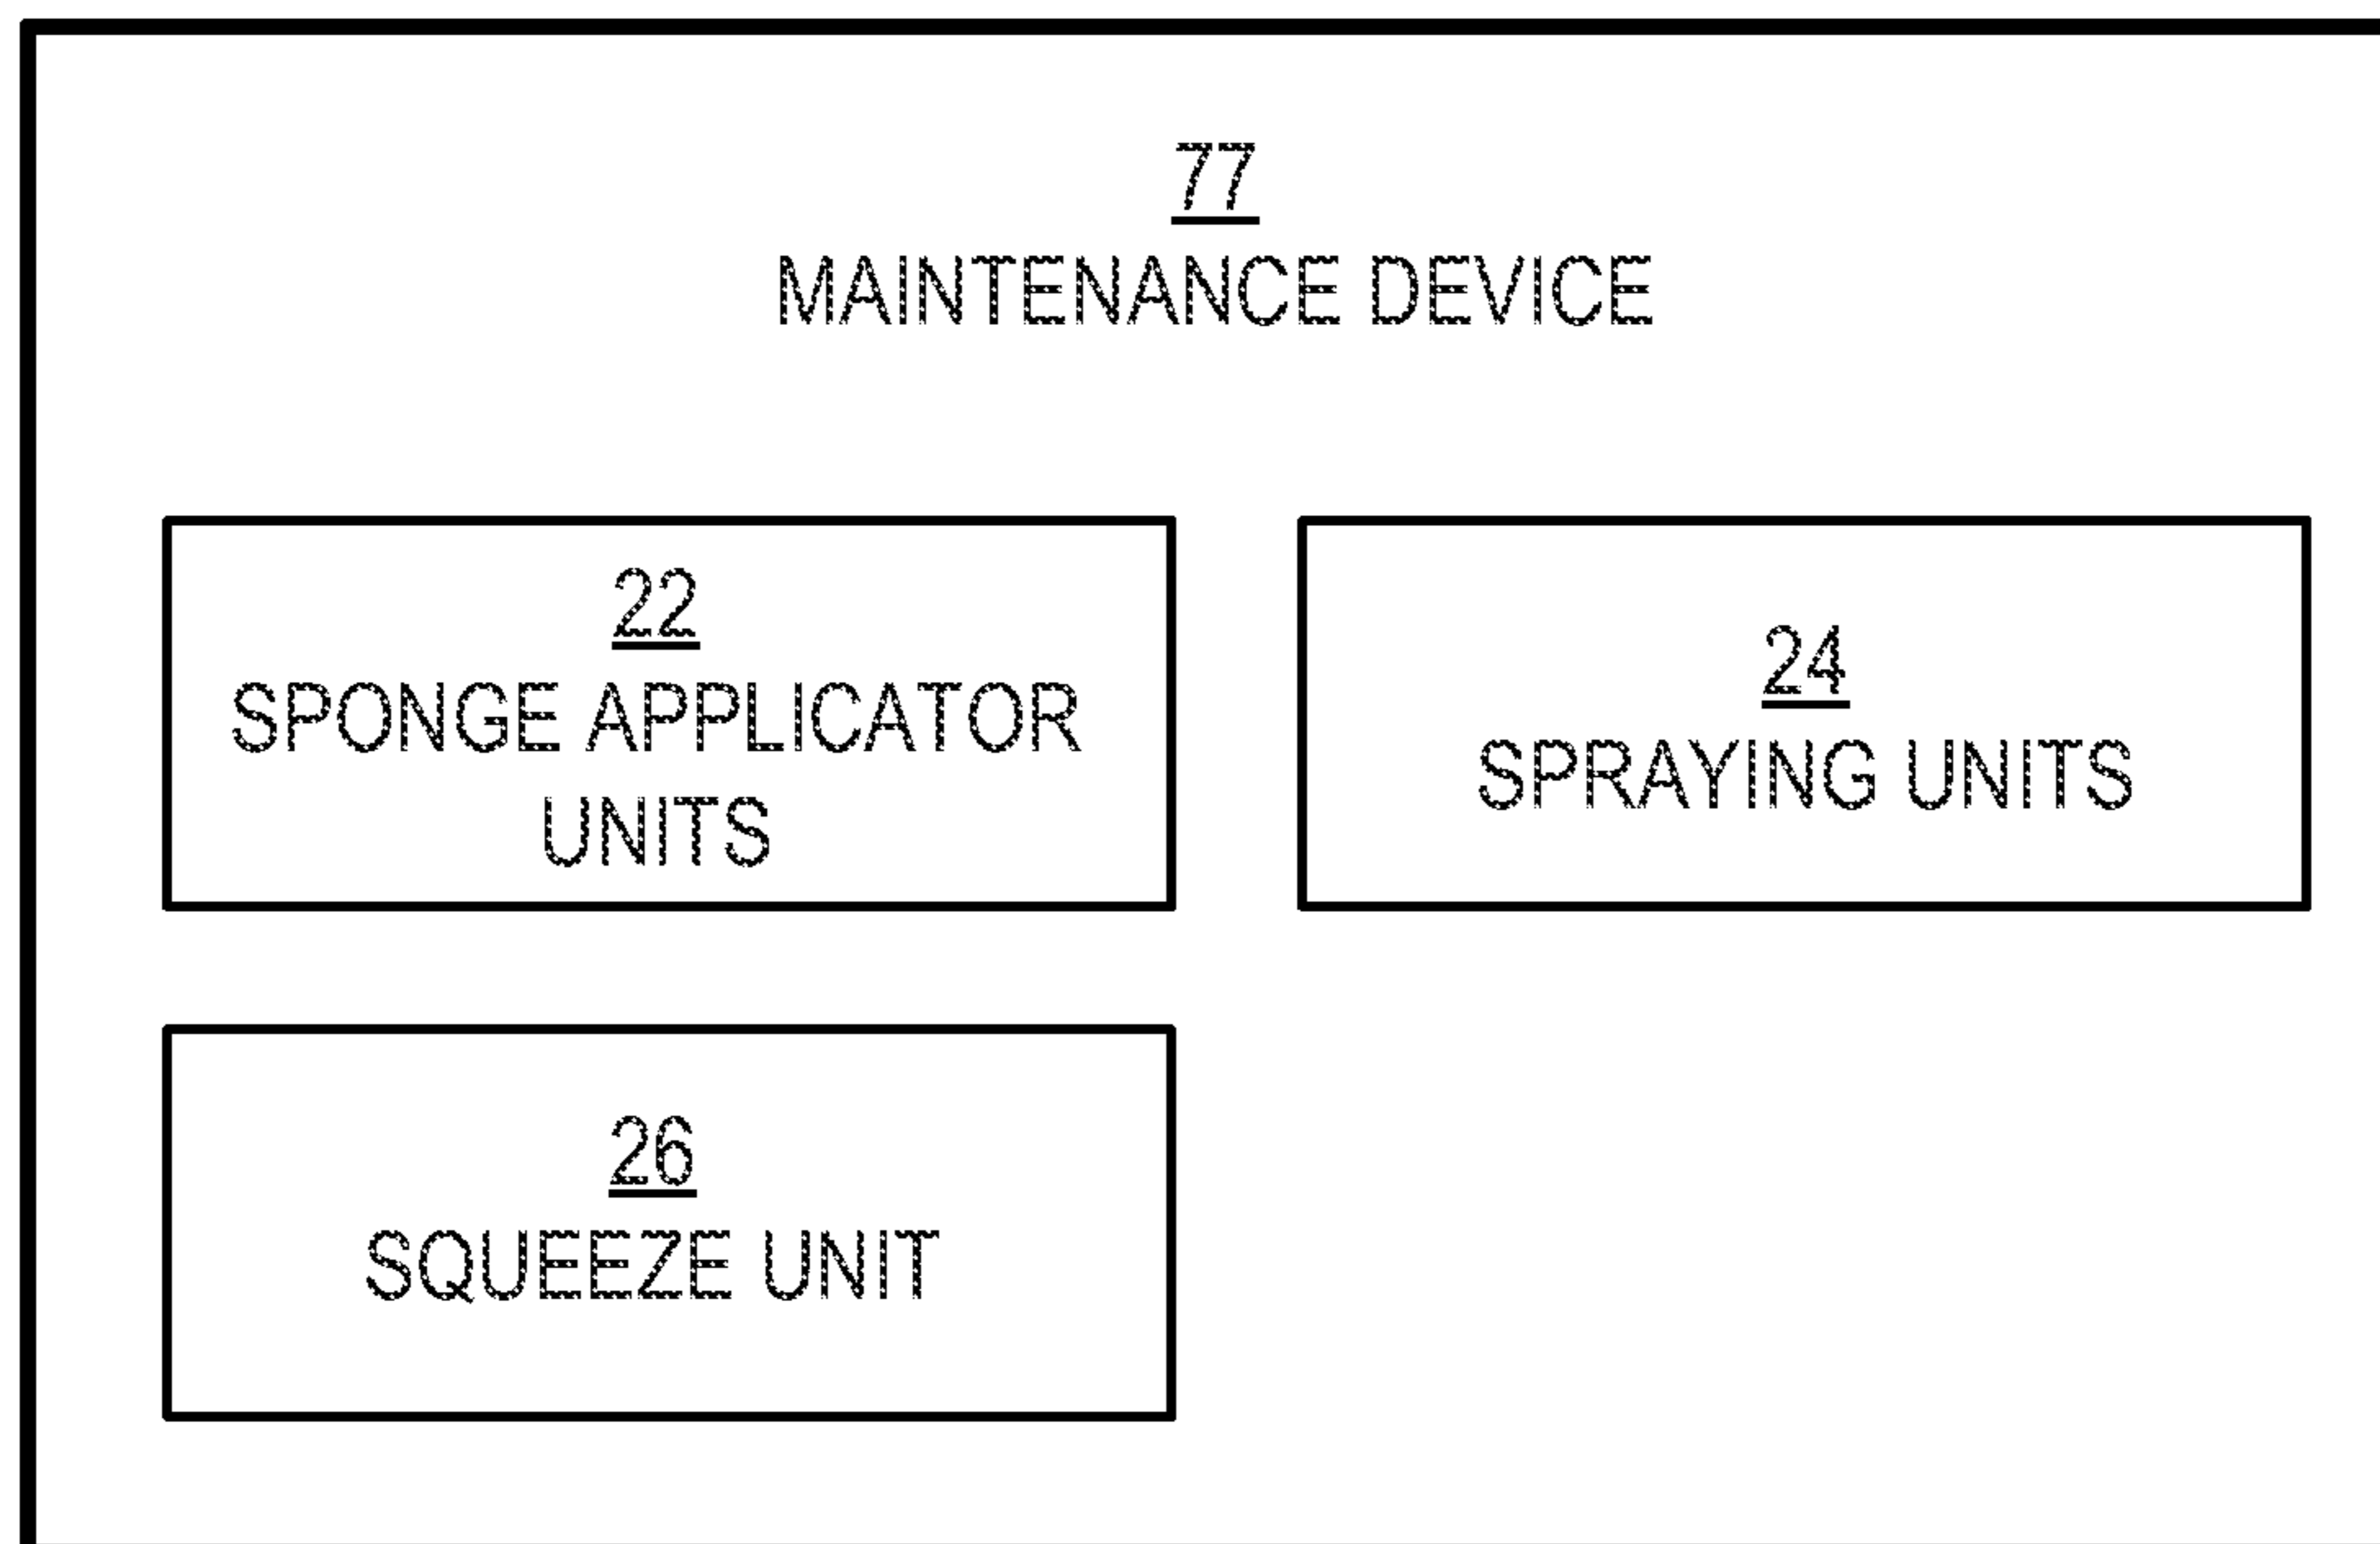 77
MAINTENANCE DEVICE
22
SPONGE APPLICATOR
UNITS
24
SPRAYING UNITS
26
SQUEEZE UNIT